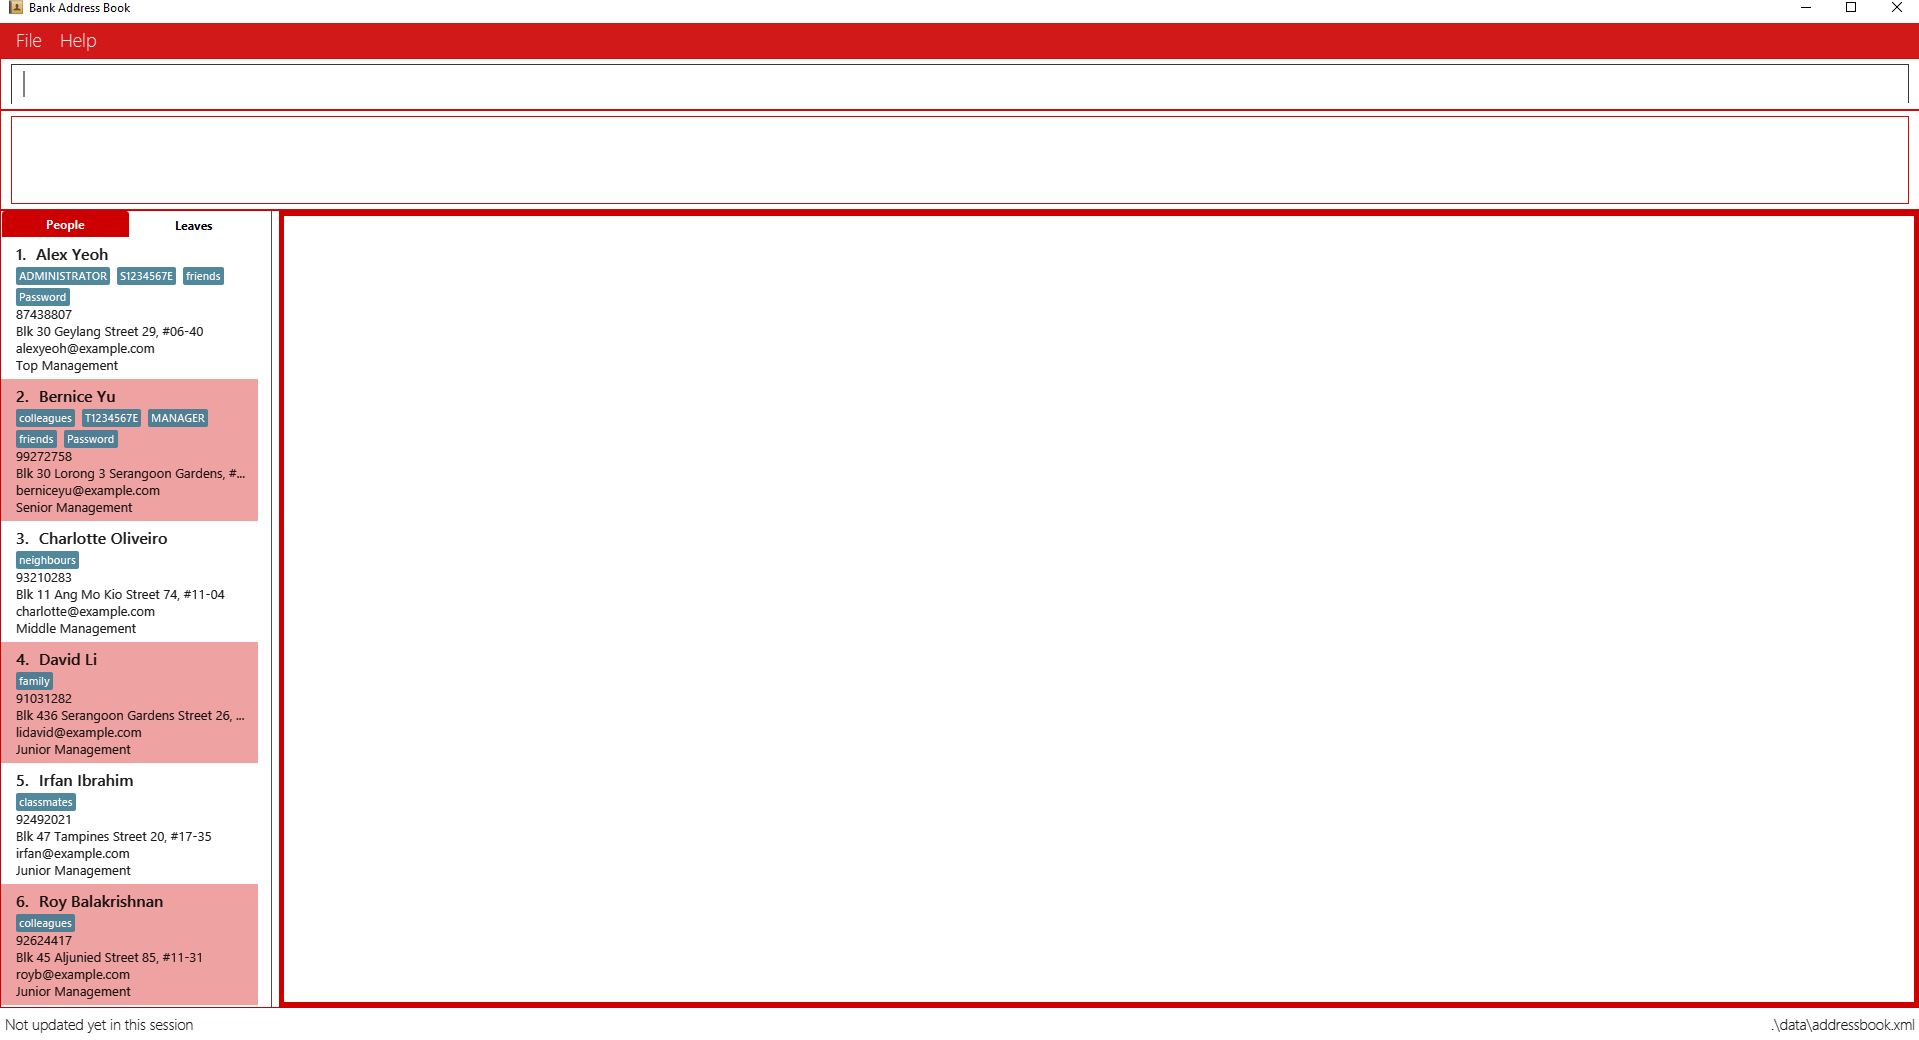 Bank Address Book
File Help
People Leaves
1. Alex Yeoh
ADMINISTRATOR S1234567E friends
Password
87438807
Blk 30 Geylang Street 29, #06-40
alexyeoh@example.com
Top Management
2. Bernice Yu
colleagues T1234567E MANAGER
friends Password
99272758
Blk 30 Lorong 3 Serangoon Gardens, #...
berniceyu@example.com
Senior Management
3. Charlotte Oliveiro
neighbours
93210283
Blk 11 Ang Mo Kio Street 74, #11-04
charlotte@example.com
Middle Management
4. David Li
family
91031282
Blk 436 Serangoon Gardens Street 26, ...
lidavid@example.com
Junior Management
5. Irfan Ibrahim
classmates
92492021
Blk 47 Tampines Street 20, #17-35
irfan@example.com
Junior Management
6. Roy Balakrishnan
colleagues
92624417
Blk 45 Aljunied Street 85, #11-31
royb@example.com
Junior Management
Not updated yet in this session .\data\addressbook.xml